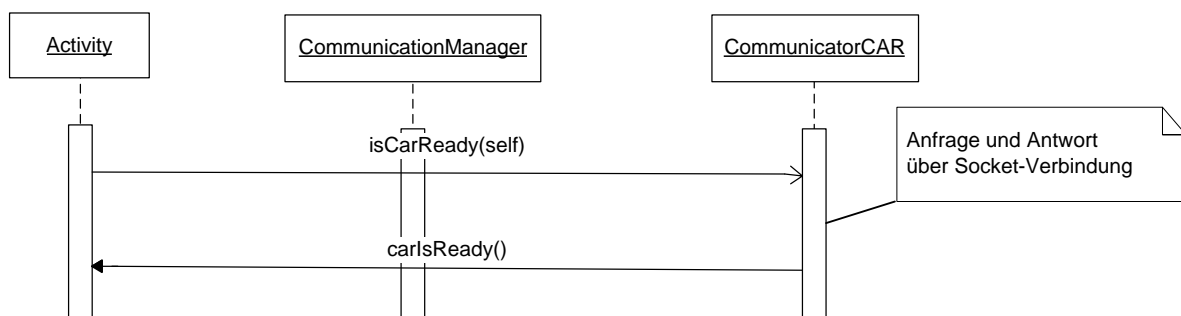 Activity
CommunicationManager
CommunicatorCAR
isCarReady(self)
Anfrage und Antwort
über Socket-Verbindung
carIsReady()